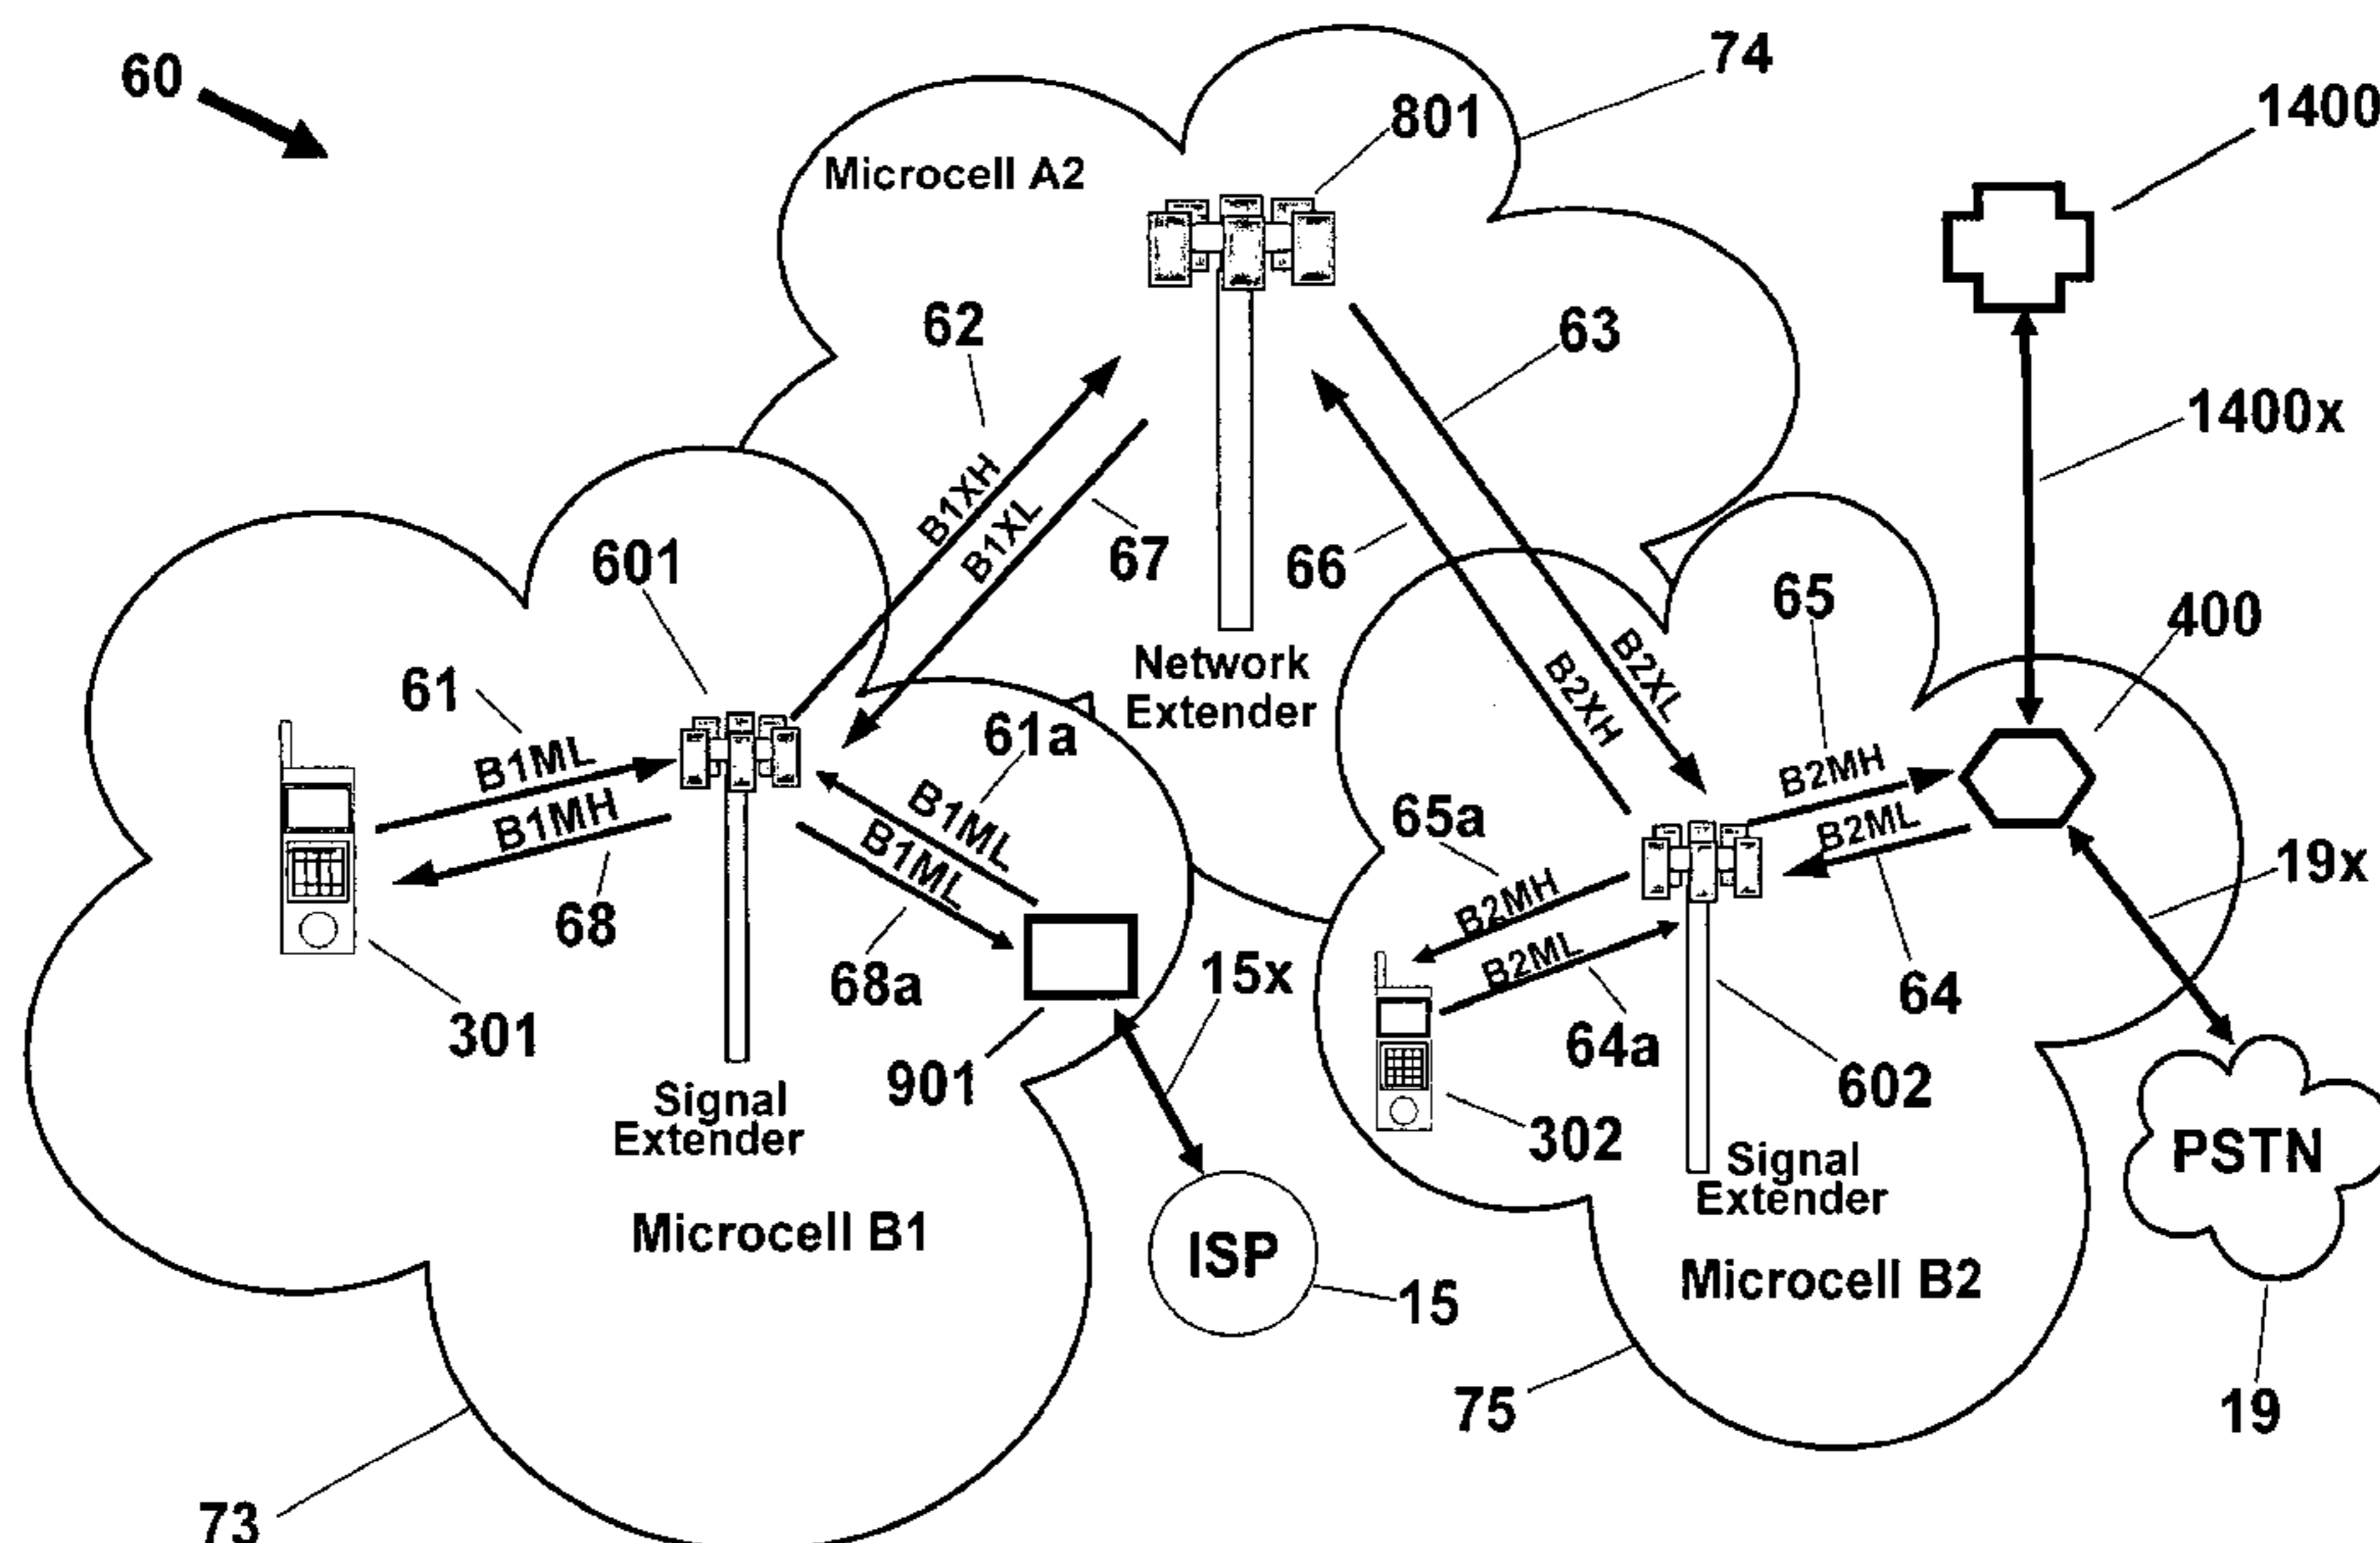 60
74
801
1400
Microcell A2
62
63
1400x
B1XH
B1XL
67
66
601
65
400
61
Network
Extender
B2XL
B2XH
61a
B1ML
B1MH
B1ML
B1ML
65a
B2MH
B2ML
19x
B2MH
B2ML
68
68a
15x
64
301
64a
901
602
Signal
Extender
302
PSTN
Signal
Extender
Microcell B1
ISP
Microcell B2
15
75
19
73